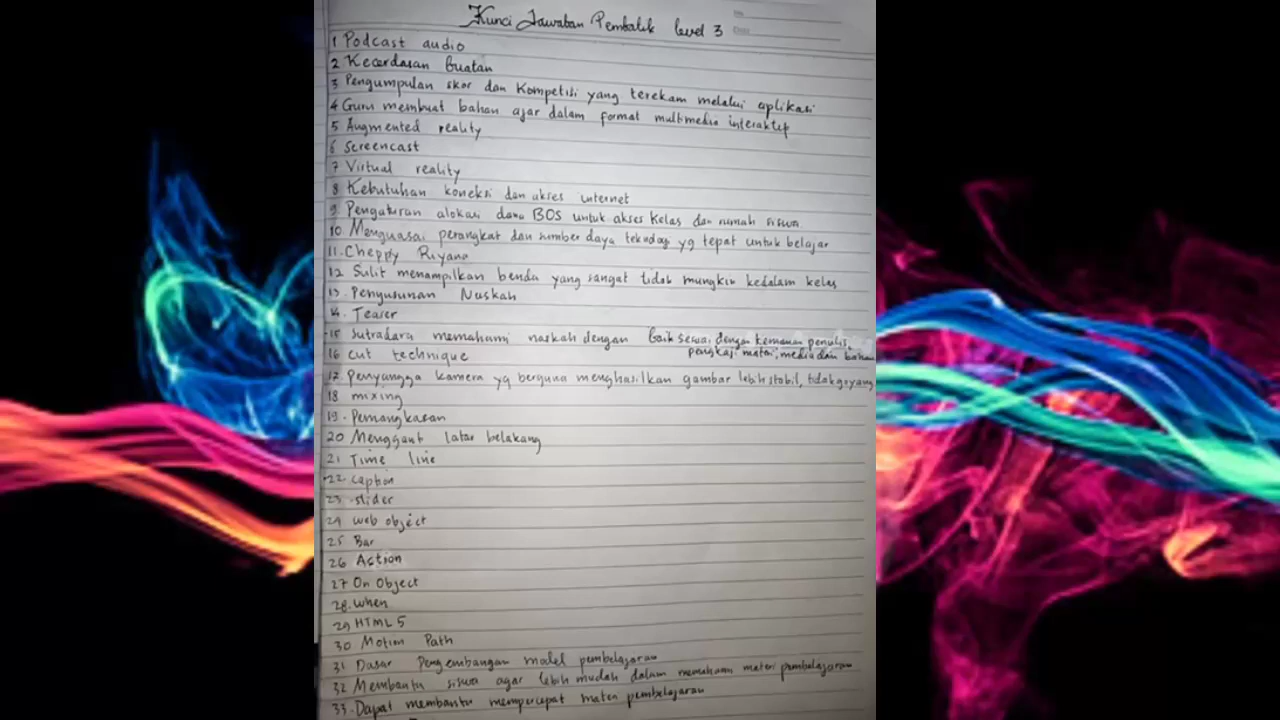 Kunci Jawaban Pembatik level 3
1 Podcast audio
2 Kecerdasan buatan
3 Pengumpulan skor dan Kompetisi yang terekam melalui aplikasi
4 Guru membuat bahan ajar dalam format multimedia interaktip
5 Augmented reality
6 Screencast
7 Virtual reality
8 Kebutuhan koneksi dan akses internet
9. Pengaturan alokasi dana BOS untuk akses kelas dan rumah siswa
10 Menguasai perangkat dan sumber daya teknologi yg tepat untuk belajar
11. Cheppy Riyana
12 Sulit menampilkan benda yang sangat tidak mungkin kedalam kelas
13. Penyusunan Naskah
14. Teaser
15 Sutradara memahami naskah dengan baik sesuai dengan kemauan penulis,
pengkaji materi, media dan bahan
16 cut technique
17. Penyangga kamera yg berguna menghasilkan gambar lebih stabil, tidak goyang
18 mixing
19. Pemangkasan
20 Mengganti latar belakang
21 Time line
22. caption
23. slider
24 web object
25 Bar
26 Action
27 On Object
28. when
29 HTML 5
30 Motion Path
31 Dasar Pengembangan model pembelajaran
32 Membantu siswa agar lebih mudah dalam memahami materi pembelajaran
33. Dapat membantu mempercepat materi pembelajaran